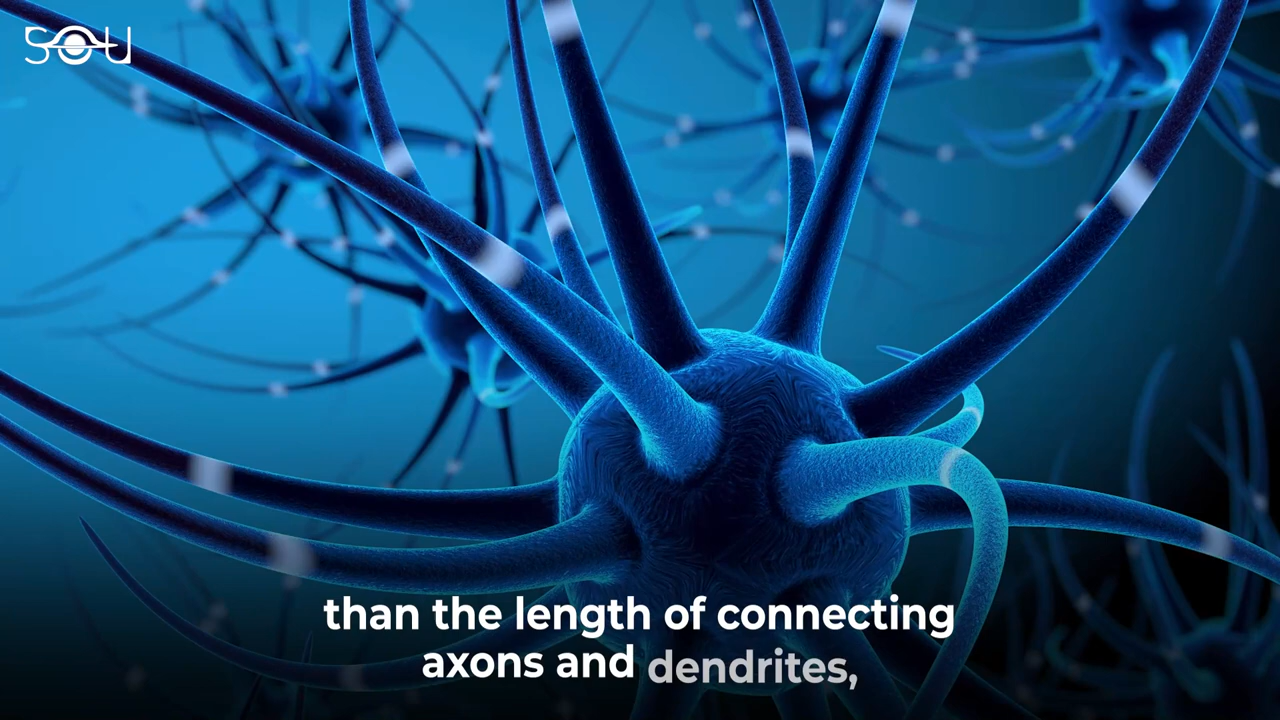 SOU
than the length of connecting
axons and dendrites,